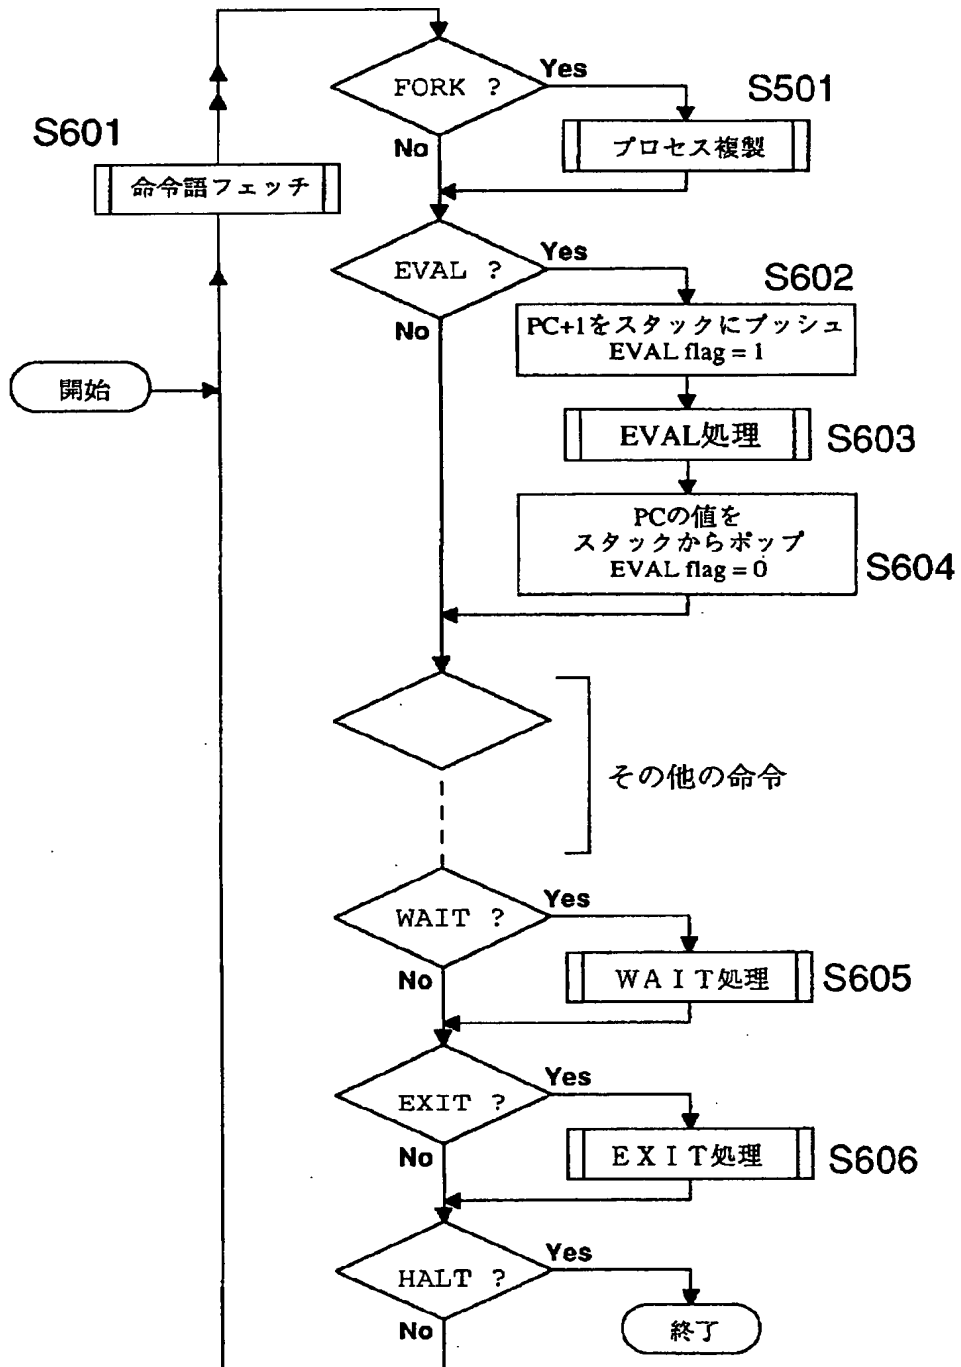 FORK ?
Yes
No
S501
プロセス複製
S601
命令語フェッチ
EVAL ?
Yes
No
S602
PC+1をスタックにプッシュ
EVAL flag = 1
開始
EVAL処理
S603
PCの値を
スタックからポップ
EVAL flag = 0
S604
その他の命令
WAIT ?
Yes
No
WAIT処理
S605
EXIT ?
Yes
No
EXIT処理
S606
HALT ?
Yes
No
終了